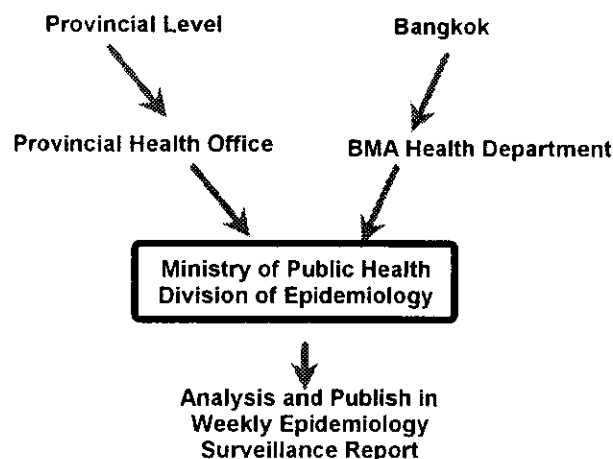 Provincial Level
Bangkok
Provincial Health Office
BMA Health Department
Ministry of Public Health
Division of Epidemiology
Analysis and Publish in
Weekly Epidemiology
Surveillance Report